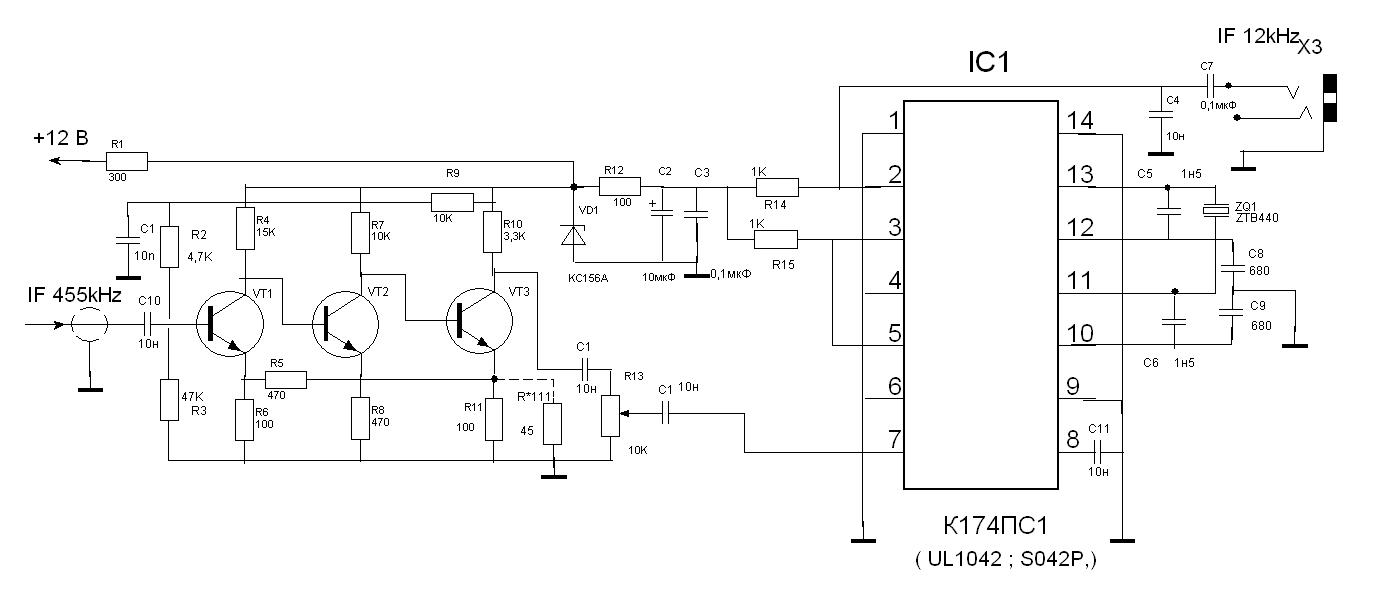 IF 12kHz
X3
IC1
C7
0,1мкФ
C4
10н
+12 В
R1
300
1
2
3
4
5
6
7
14
13
12
11
10
9
8
R9
10K
R12
100
C2
C3
+
10мкФ
0,1мкФ
VD1
KC156A
1K
R14
1K
R15
C5
1н5
ZQ1
ZTB440
C1
10n
R2
4,7K
R4
15K
R7
10K
R10
3,3K
C8
680
C9
680
C6
1н5
IF 455kHz
C10
10н
VT1
VT2
VT3
R5
470
47K
R3
R6
100
R8
470
R11
100
R*111
45
C1
10н
R13
10K
C1
10н
C11
10н
К174ПС1
( UL1042 ; S042P,)